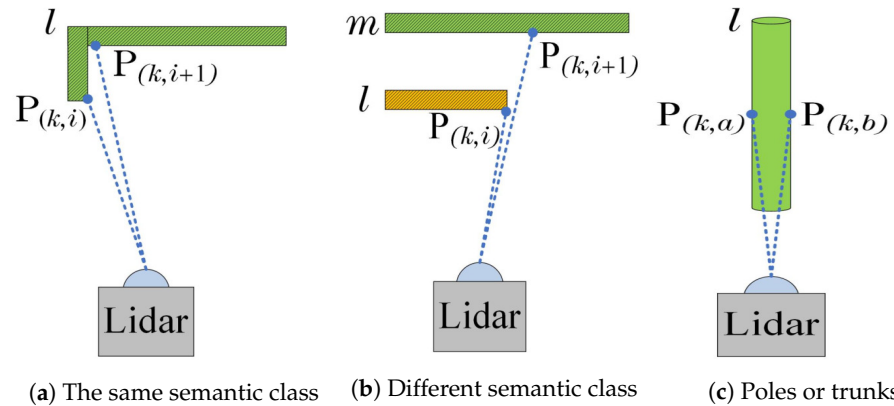 l
P(k,i+1)
P(k,i)
Lidar
(a) The same semantic class
m
P(k,i+1)
l
P(k,i)
Lidar
(b) Different semantic class
l
P(k,a) P(k,b)
Lidar
(c) Poles or trunks